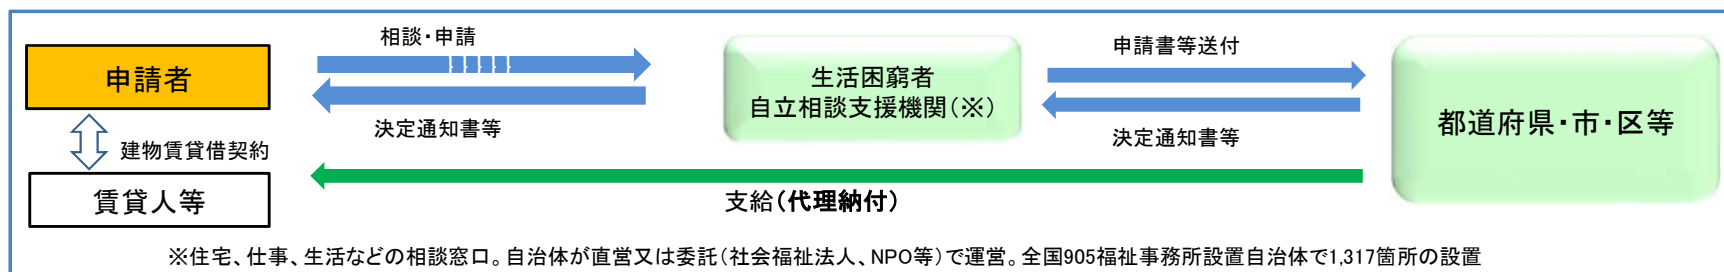 相談・申請
申請者
生活困窮者
自立相談支援機関(※)
申請書等送付
都道府県・市・区等
決定通知書等
決定通知書等
建物賃貸借契約
賃貸人等
支給(代理納付)
※住宅、仕事、生活などの相談窓口。自治体が直営又は委託(社会福祉法人、NPO等)で運営。全国905福祉事務所設置自治体で1,317箇所の設置